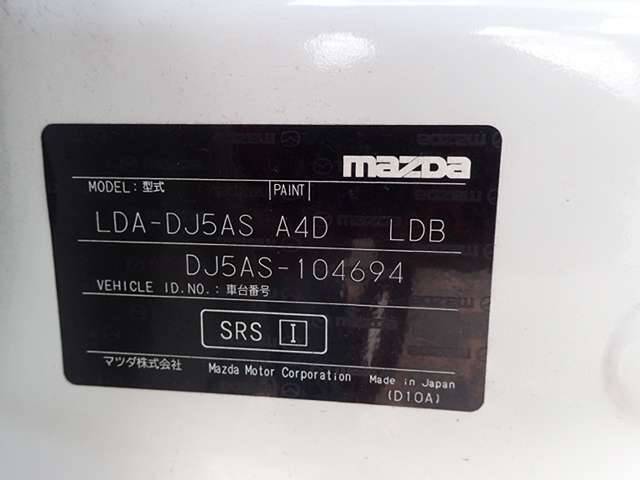 mazda
MODEL: 型式 PAINT
LDA-DJ5AS A4D LDB
DJ5AS-104694
VEHICLE ID.NO.: 車台番号
SRS I
マツダ株式会社 Mazda Motor Corporation Made in Japan
(D10A)